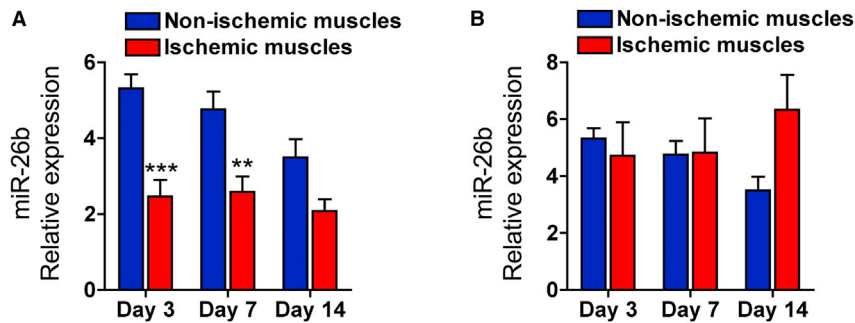 A
Non-ischemic muscles
Ischemic muscles
miR-26b
Relative expression
6
4
2
0
***
**
Day 3 Day 7 Day 14
B
Non-ischemic muscles
Ischemic muscles
miR-26b
Relative expression
8
6
4
2
0
Day 3 Day 7 Day 14